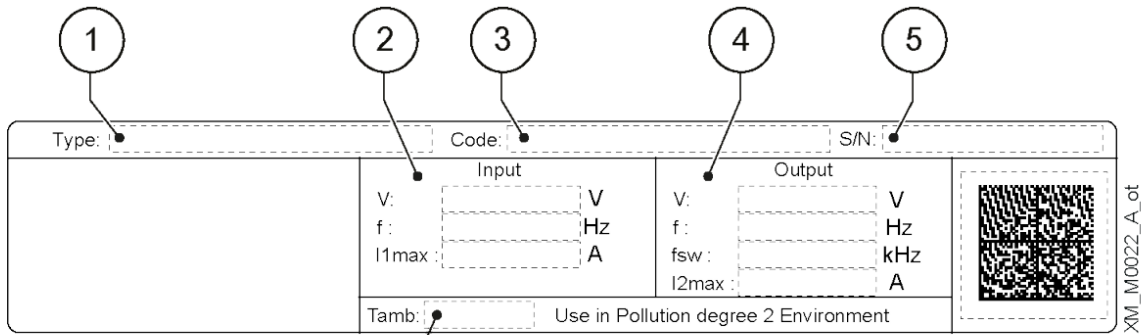 1 2 3 4 5
Type: Code: S/N:
Input Output
V: V V: V
f : Hz f : Hz
I1max : A fsw : kHz
I2max : A
Tamb: Use in Pollution degree 2 Environment
XM_M0022_A_ot